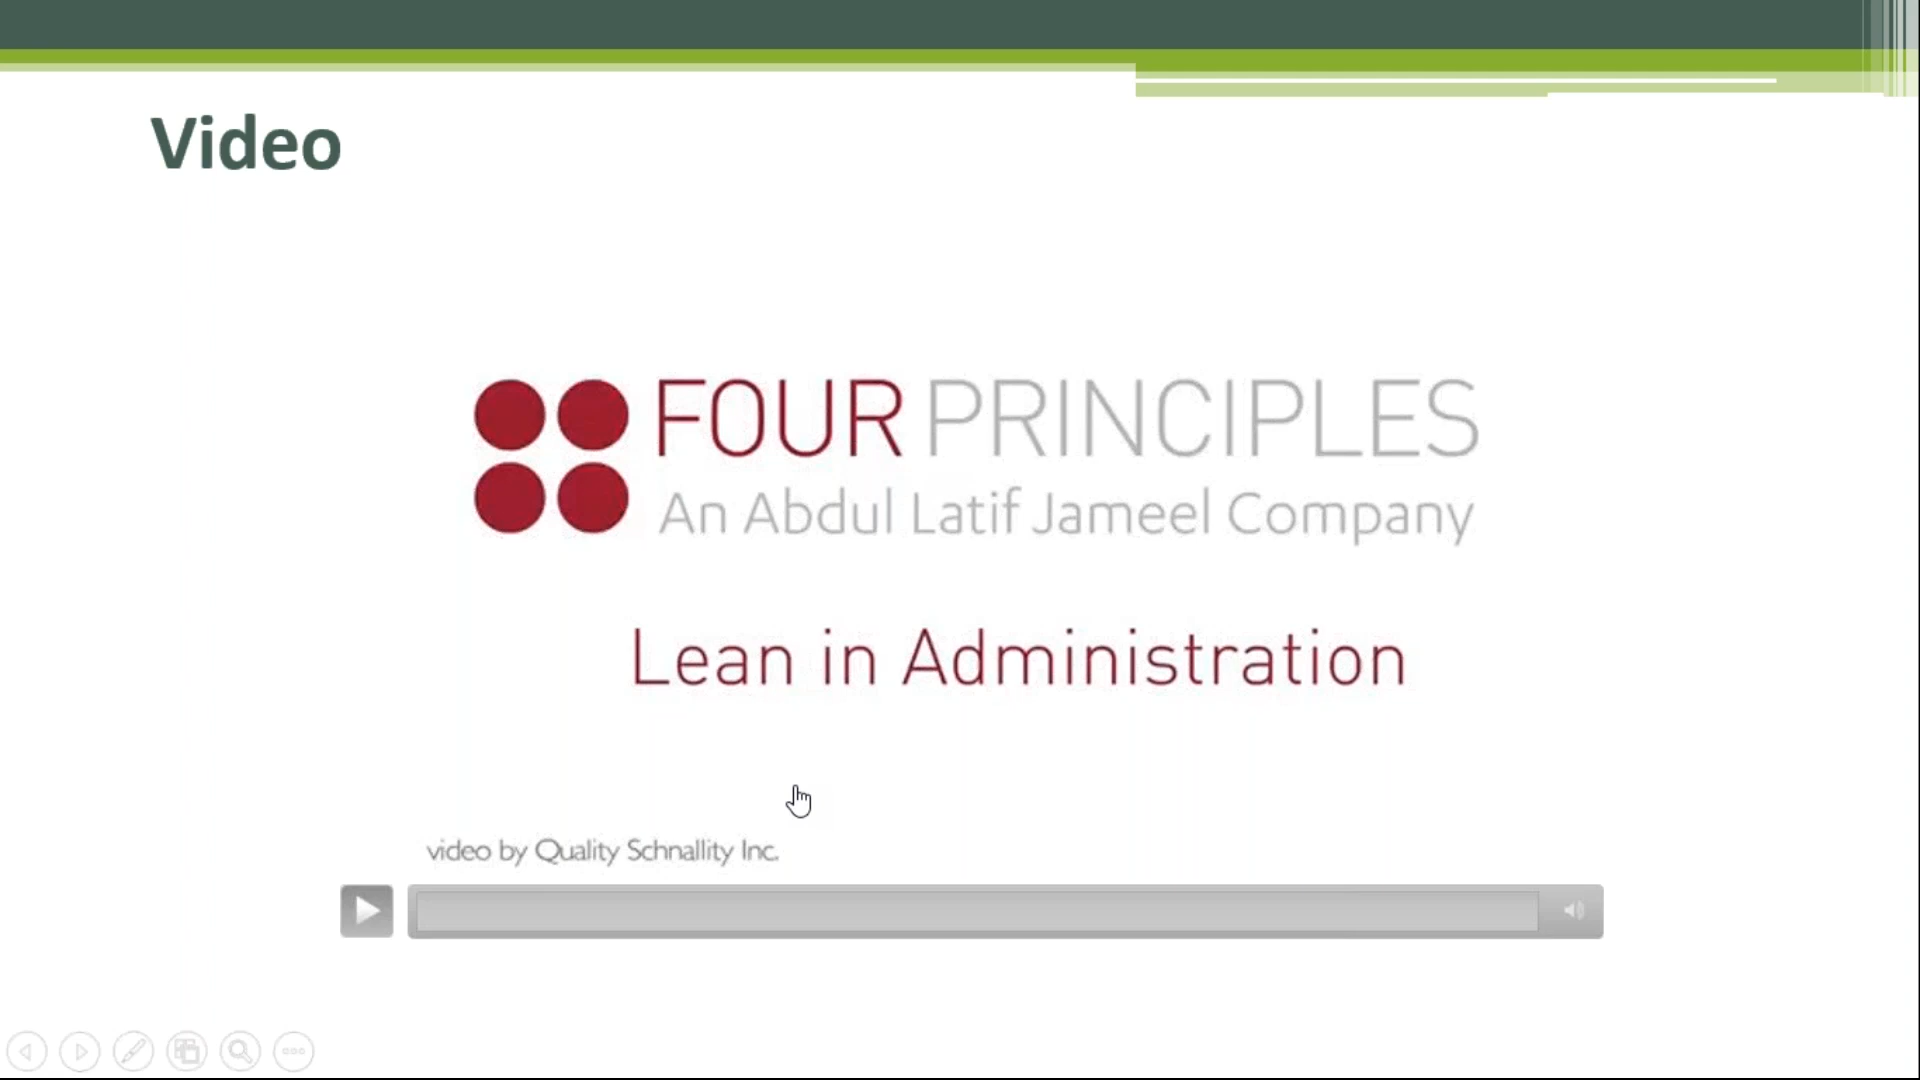 Video
FOUR PRINCIPLES
An Abdul Latif Jameel Company
Lean in Administration
video by Quality Schnallity Inc.